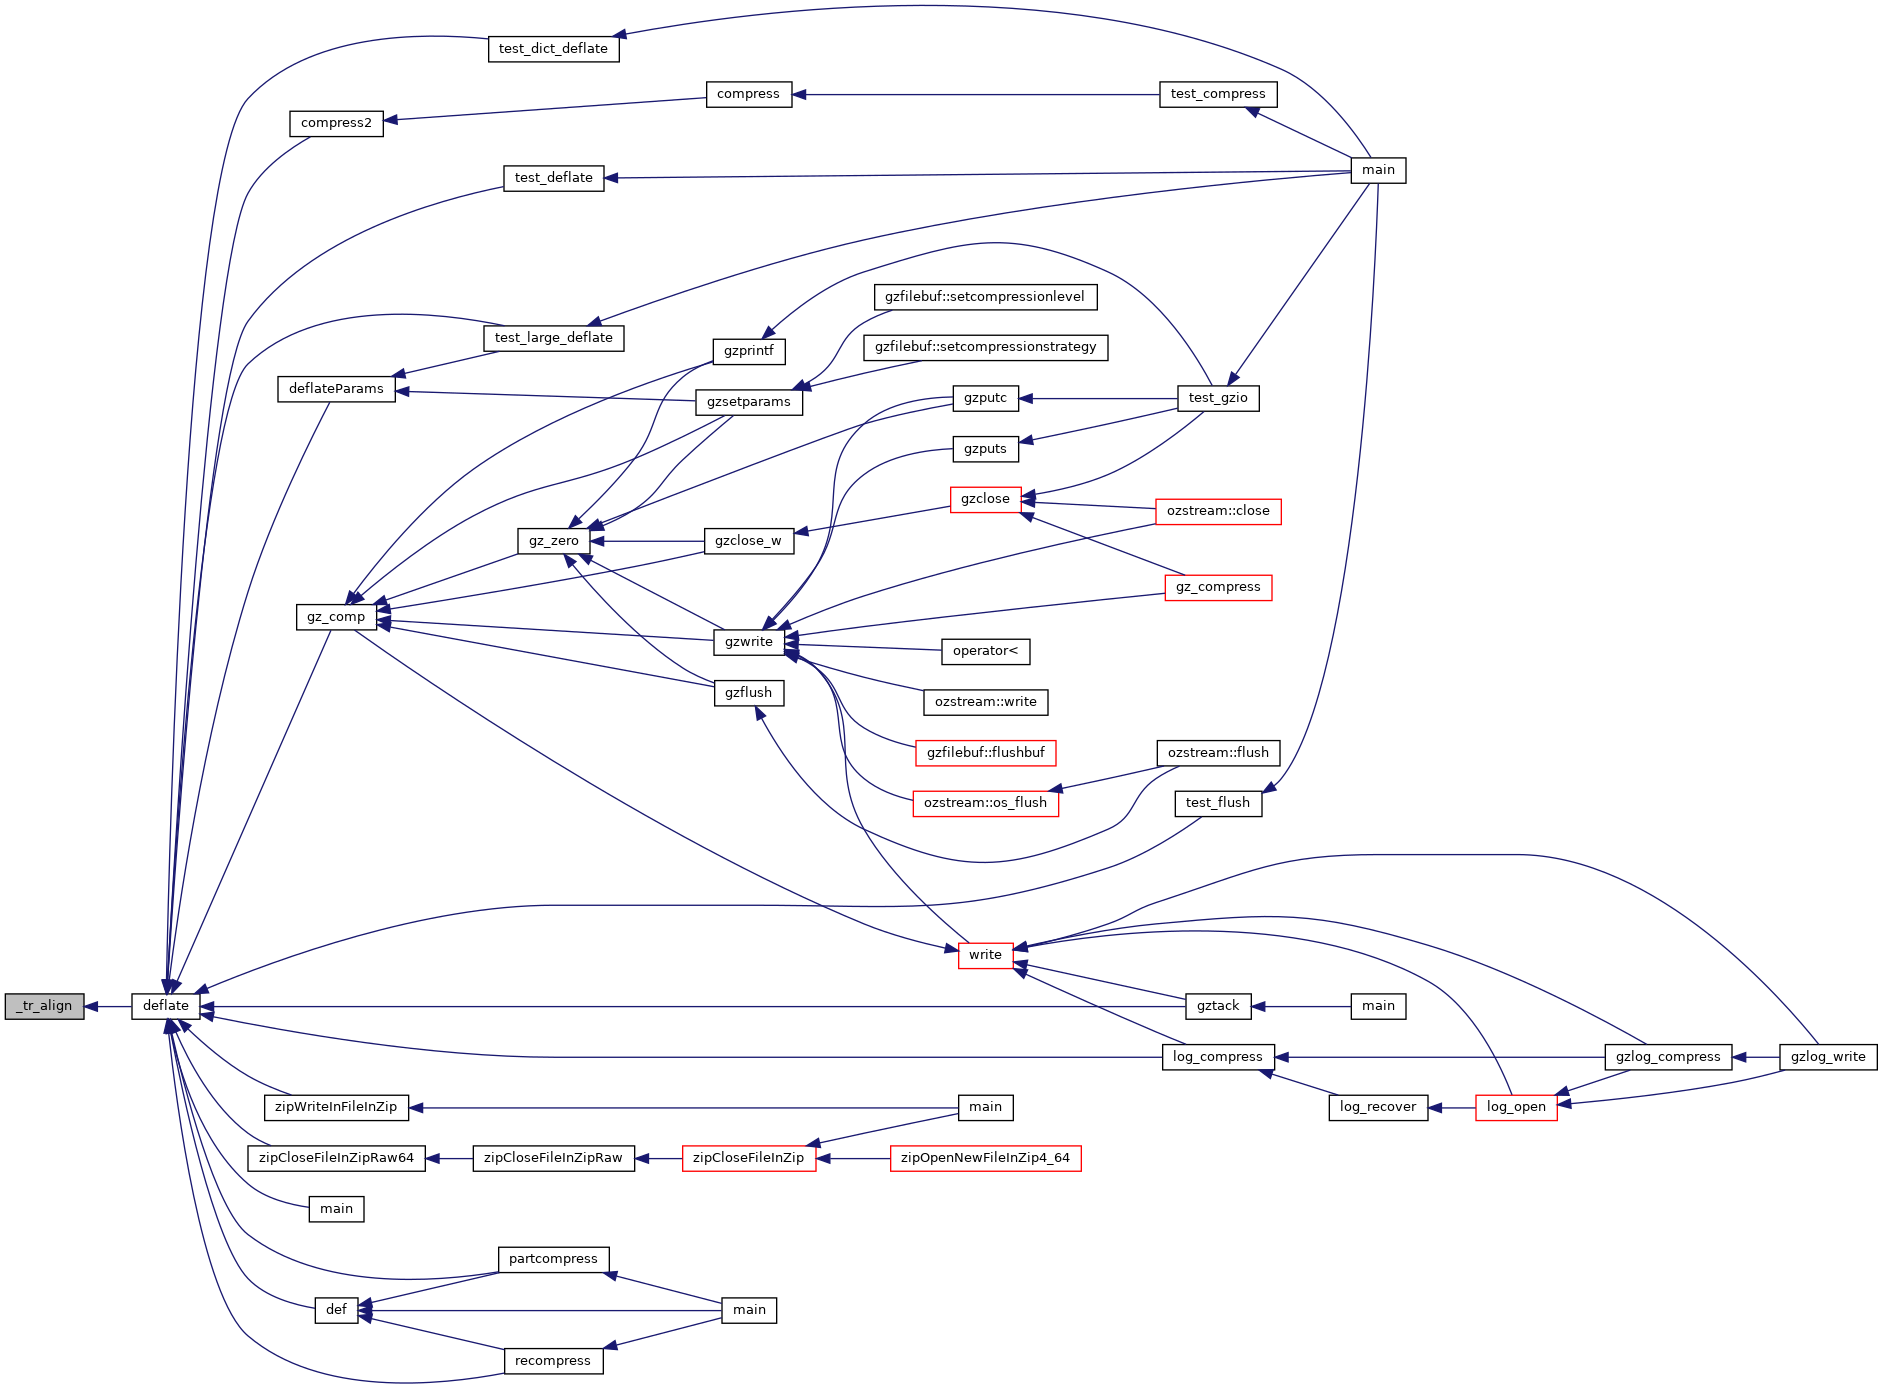 test_dict_deflate
compress
test_compress
compress2
main
test_deflate
gzfilebuf::setcompressionlevel
test_large_deflate
gzfilebuf::setcompressionstrategy
gzprintf
deflateParams
gzsetparams
gzputc
test_gzio
gzputs
gzclose
ozstream::close
gz_zero
gzclose_w
gz_compress
gz_comp
gzwrite
operator<
gzflush
ozstream::write
gzfilebuf::flushbuf
ozstream::flush
ozstream::os_flush
test_flush
write
_tr_align
deflate
gztack
main
log_compress
gzlog_compress
gzlog_write
zipWriteInFileInZip
main
log_recover
log_open
zipCloseFileInZipRaw64
zipCloseFileInZipRaw
zipCloseFileInZip
zipOpenNewFileInZip4_64
main
partcompress
def
main
recompress